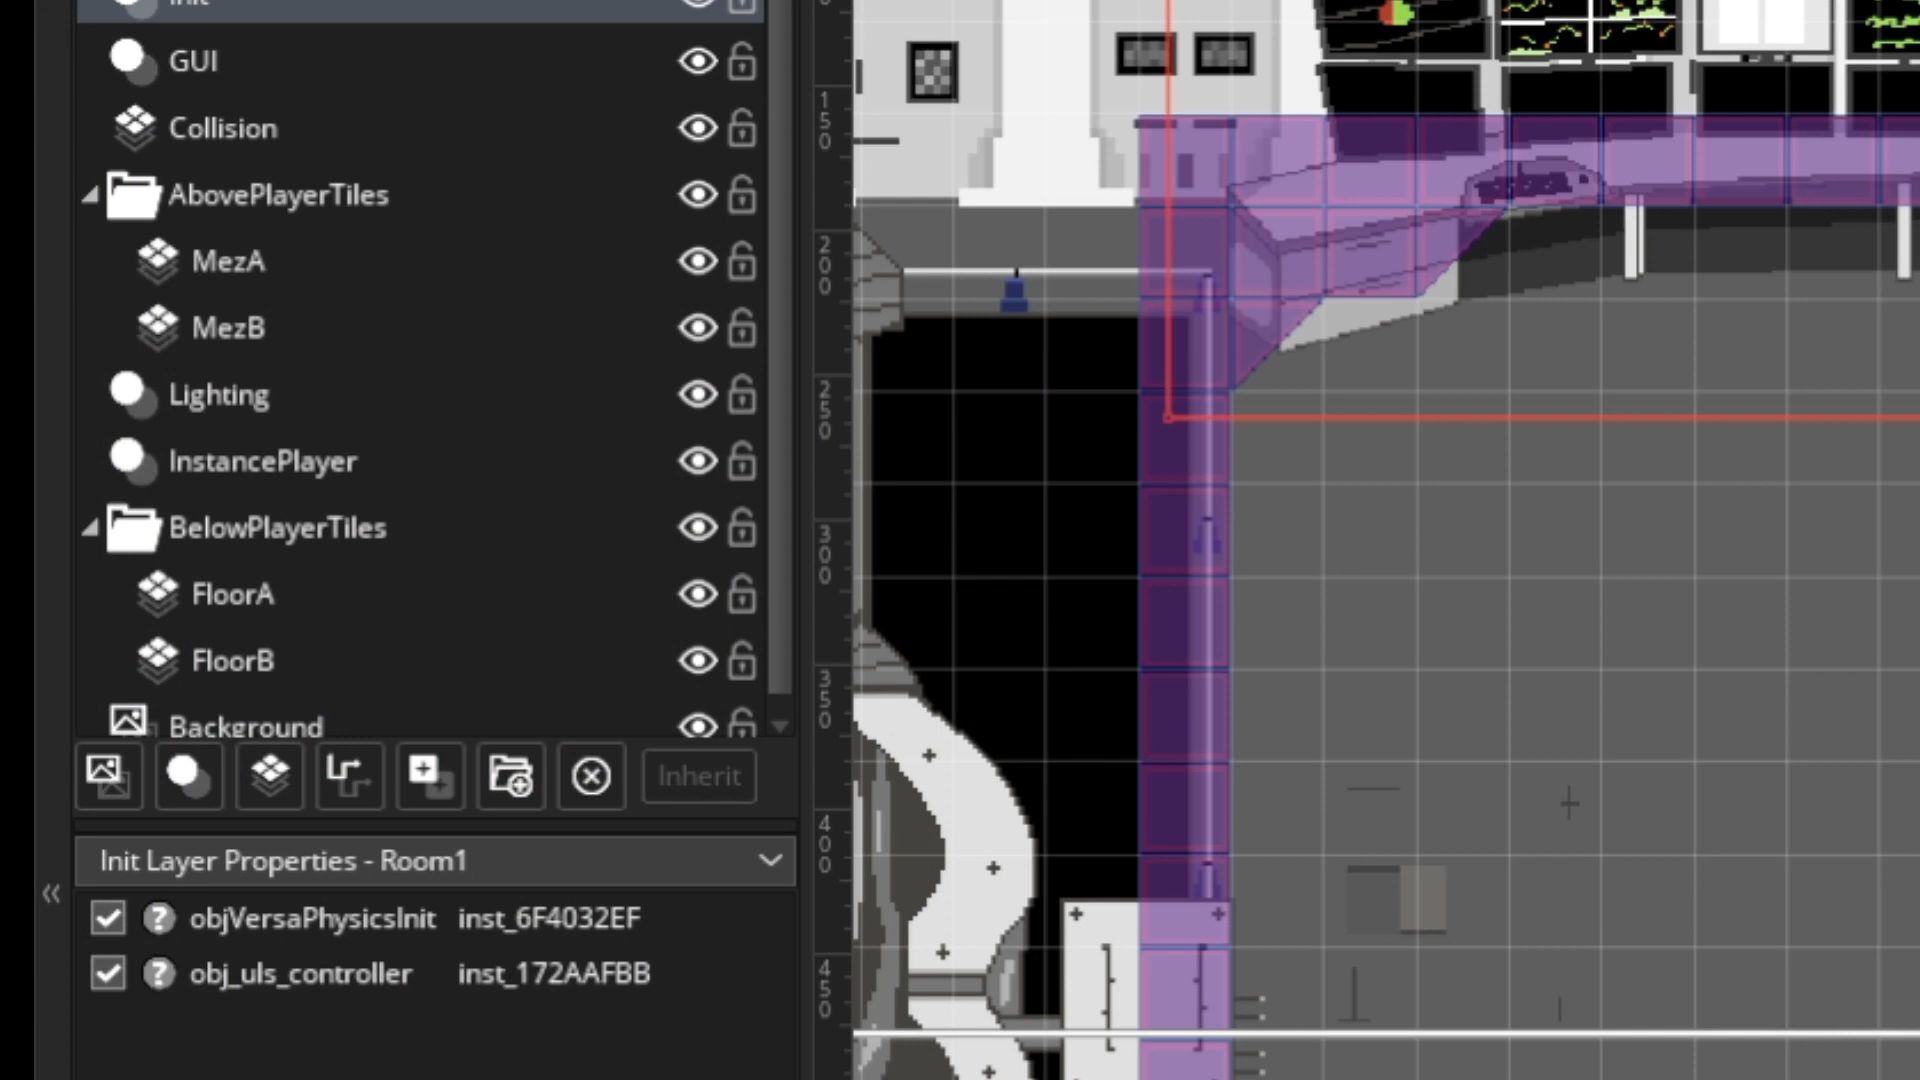 Init
GUI
Collision
AbovePlayerTiles
MezA
MezB
Lighting
InstancePlayer
BelowPlayerTiles
FloorA
FloorB
Background
Inherit
Init Layer Properties - Room1
objVersaPhysicsInit inst_6F4032EF
obj_uls_controller inst_172AAFBB
150
200
250
300
350
400
450